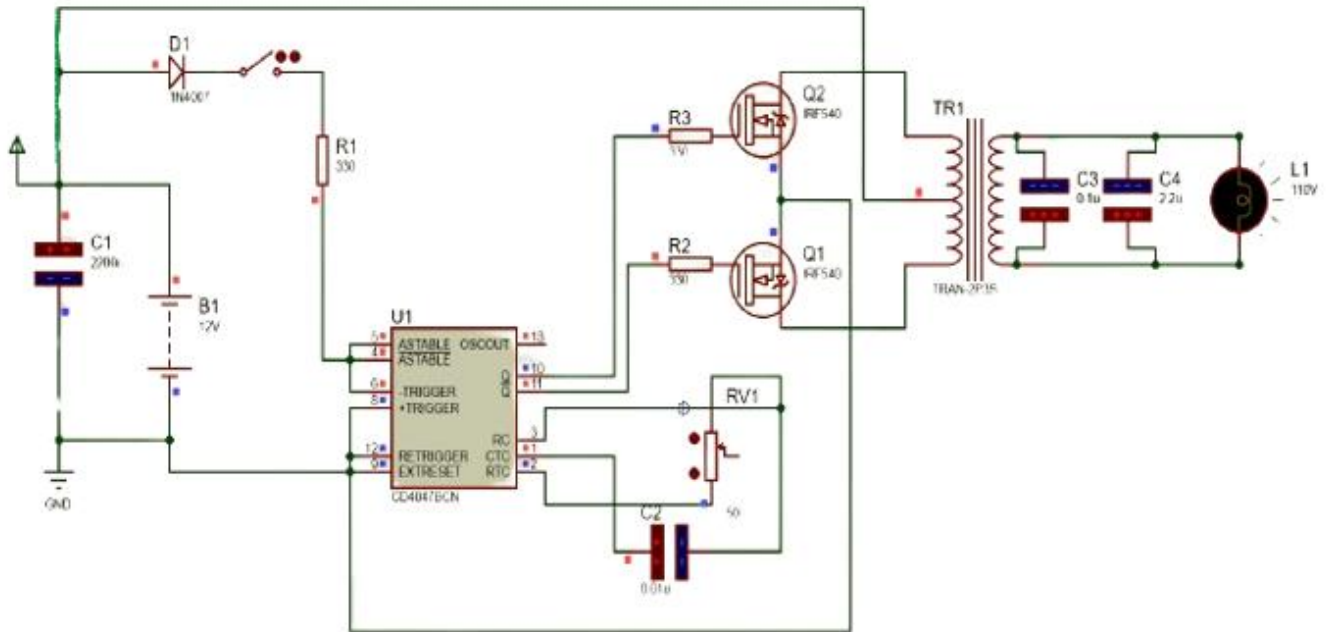 D1
1N4007
R1
330
C1
2200u
B1
12V
GND
U1
5
ASTABLE
4
ASTABLE
6
-TRIGGER
8
+TRIGGER
12
RETRIGGER
9
EXTRESET
OSCOUT
13
Q
10
Q
11
RC
3
CTC
1
RTC
2
CD4047BCN
R3
330
R2
330
Q2
IRF540
Q1
IRF540
RV1
50
C2
0.01u
TR1
TRAN-2P3S
C3
0.1u
C4
2.2u
L1
110V